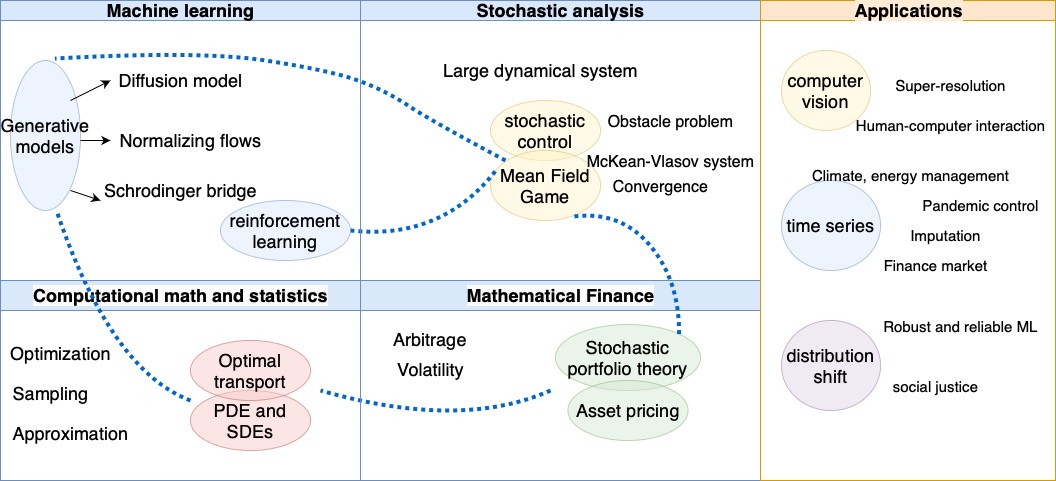 Machine learning
Stochastic analysis
Applications
Generative
models
Diffusion model
Normalizing flows
Schrodinger bridge
reinforcement
learning
Large dynamical system
stochastic
control
Obstacle problem
McKean-Vlasov system
Mean Field
Game
Convergence
computer
vision
Super-resolution
Human-computer interaction
Climate, energy management
Pandemic control
time series
Imputation
Finance market
Computational math and statistics
Mathematical Finance
Optimization
Sampling
Approximation
Optimal
transport
PDE and
SDEs
Arbitrage
Volatility
Stochastic
portfolio theory
Asset pricing
Robust and reliable ML
distribution
shift
social justice